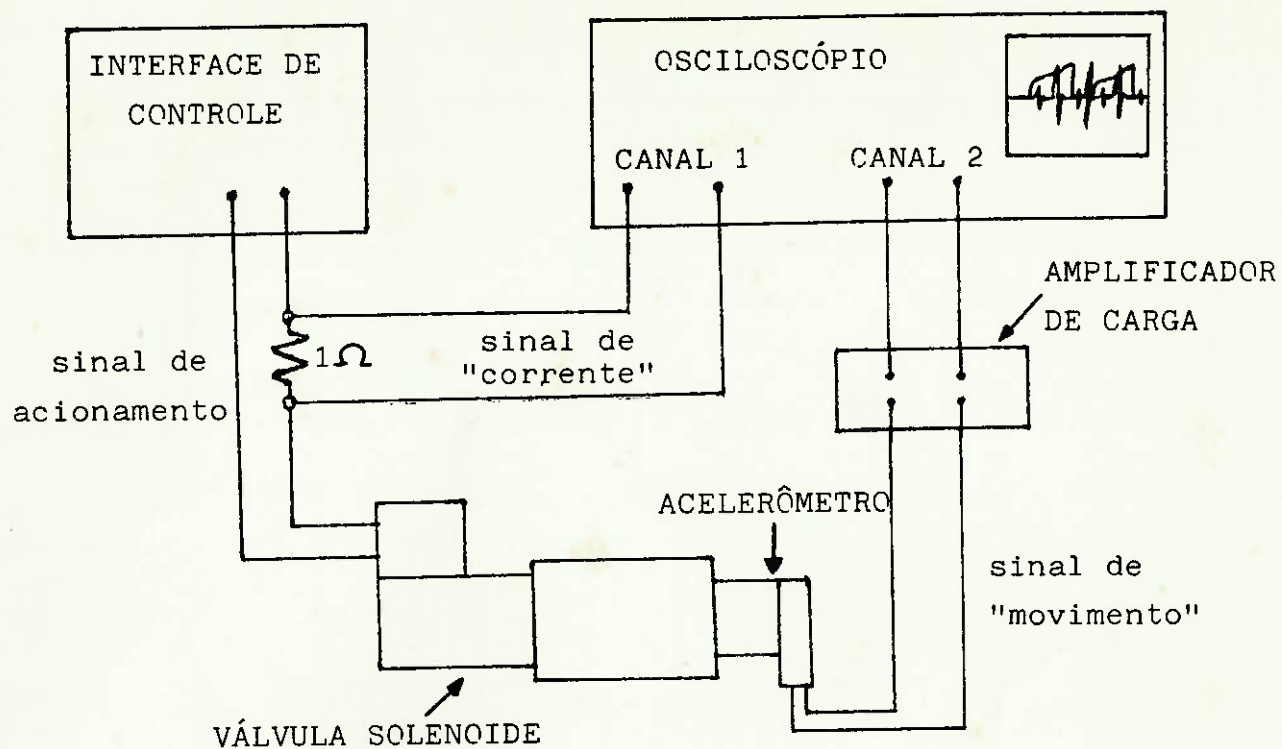 INTERFACE DE
CONTROLE
OSCILOSCÓPIO
CANAL 1
CANAL 2
AMPLIFICADOR
DE CARGA
sinal de
acionamento
1Ω
sinal de
"corrente"
ACELERÔMETRO
sinal de
"movimento"
VÁLVULA SOLENOIDE